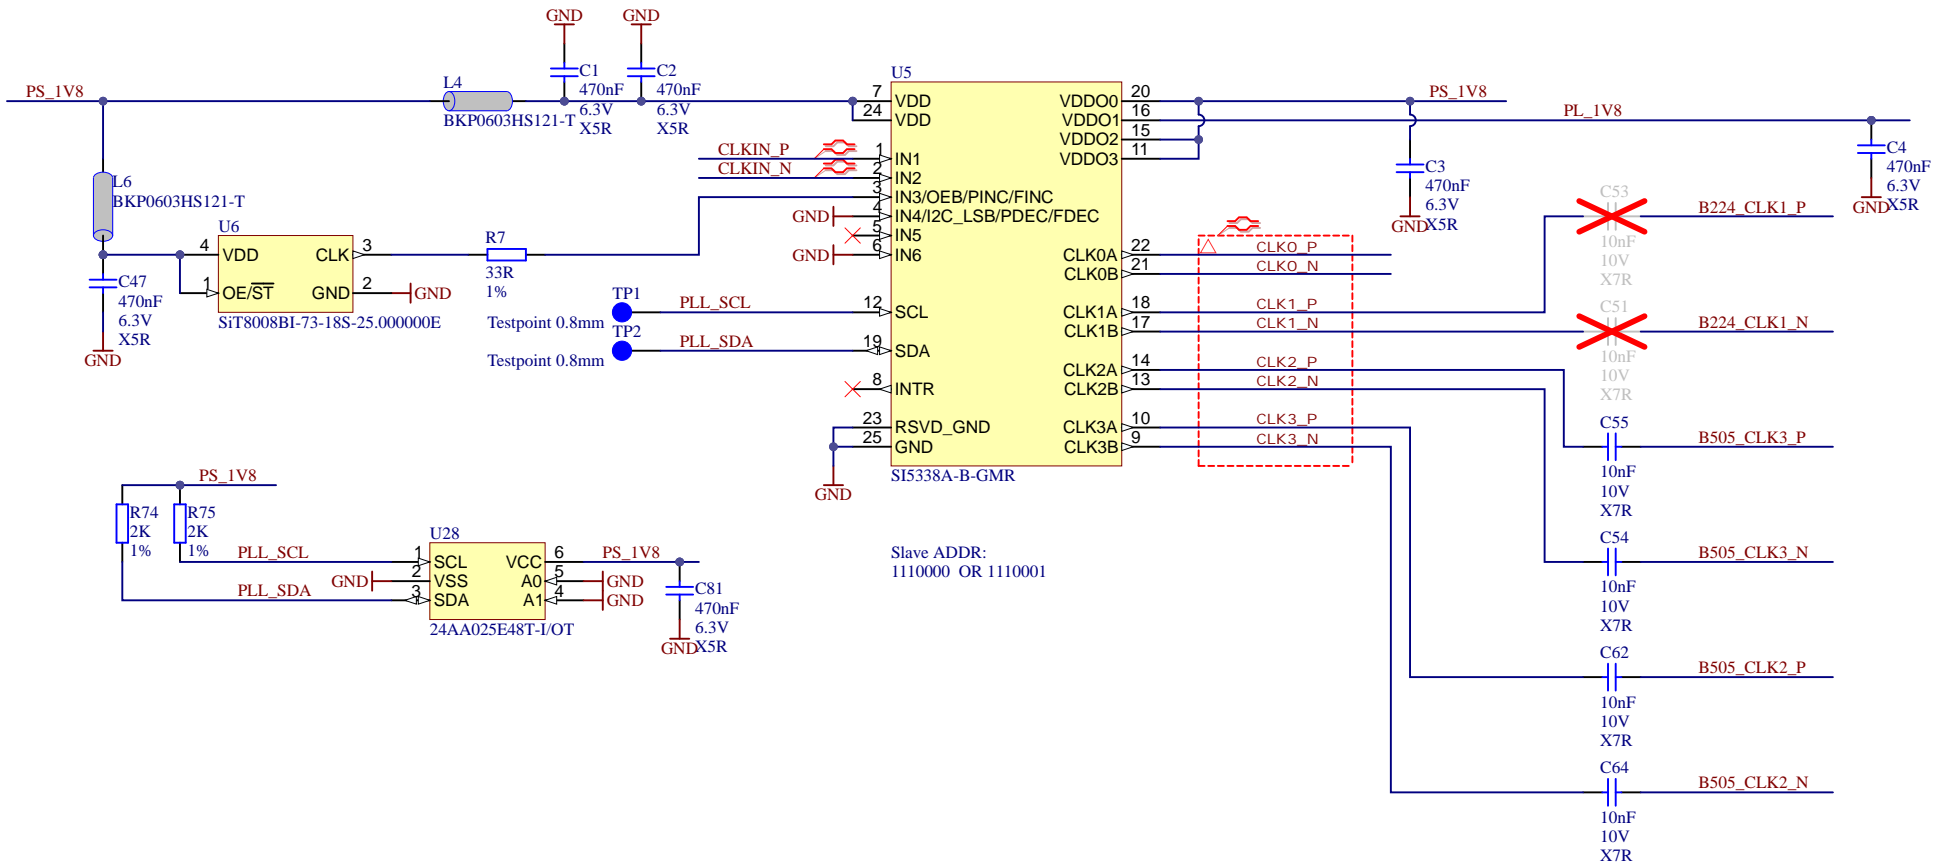 GND
GND
PS_1V8
L4
BKP0603HS121-T
C1
470nF
6.3V
X5R
C2
470nF
6.3V
X5R
L6
BKP0603HS121-T
U6
4 VDD
CLK 3
1 OE/ST
GND 2
GND
SiT8008BI-73-18S-25.000000E
C47
470nF
6.3V
X5R
GND
R7
33R
1%
CLKIN_P
CLKIN_N
GND
GND
TP1
Testpoint 0.8mm
PLL_SCL
TP2
Testpoint 0.8mm
PLL_SDA
U5
7 VDD
24 VDD
1 IN1
2 IN2
3 IN3/OEB/PINC/FINC
4 IN4/I2C_LSB/PDEC/FDEC
5 IN5
6 IN6
12 SCL
19 SDA
8 INTR
23 RSVD_GND
25 GND
GND
VDDO0 20
VDDO1 16
VDDO2 15
VDDO3 11
CLK0A 22
CLK0B 21
CLK1A 18
CLK1B 17
CLK2A 14
CLK2B 13
CLK3A 10
CLK3B 9
SI5338A-B-GMR
PS_1V8
PL_1V8
C3
470nF
6.3V
X5R
GND
C4
470nF
6.3V
X5R
GND
CLK0_P
CLK0_N
CLK1_P
CLK1_N
CLK2_P
CLK2_N
CLK3_P
CLK3_N
C53
10nF
10V
X7R
B224_CLK1_P
C51
10nF
10V
X7R
B224_CLK1_N
C55
10nF
10V
X7R
B505_CLK3_P
C54
10nF
10V
X7R
B505_CLK3_N
C62
10nF
10V
X7R
B505_CLK2_P
C64
10nF
10V
X7R
B505_CLK2_N
Slave ADDR:
1110000 OR 1110001
PS_1V8
R74
2K
1%
R75
2K
1%
PLL_SCL
GND
PLL_SDA
U28
1 SCL
2 VSS
3 SDA
VCC 6
A0 5
A1 4
24AA025E48T-I/OT
PS_1V8
GND
GND
C81
470nF
6.3V
X5R
GND